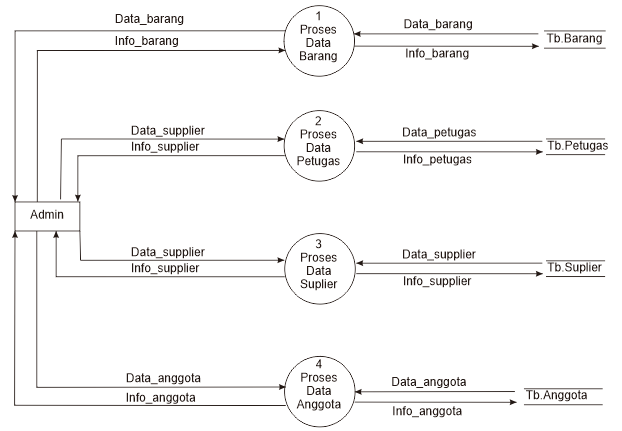 Data_barang
Info_barang
1
Proses
Data
Barang
Data_barang
Info_barang
Tb.Barang
Data_supplier
Info_supplier
2
Proses
Data
Petugas
Data_petugas
Info_petugas
Tb.Petugas
Admin
Data_supplier
Info_supplier
3
Proses
Data
Suplier
Data_supplier
Info_supplier
Tb.Suplier
Data_anggota
Info_anggota
4
Proses
Data
Anggota
Data_anggota
Info_anggota
Tb.Anggota